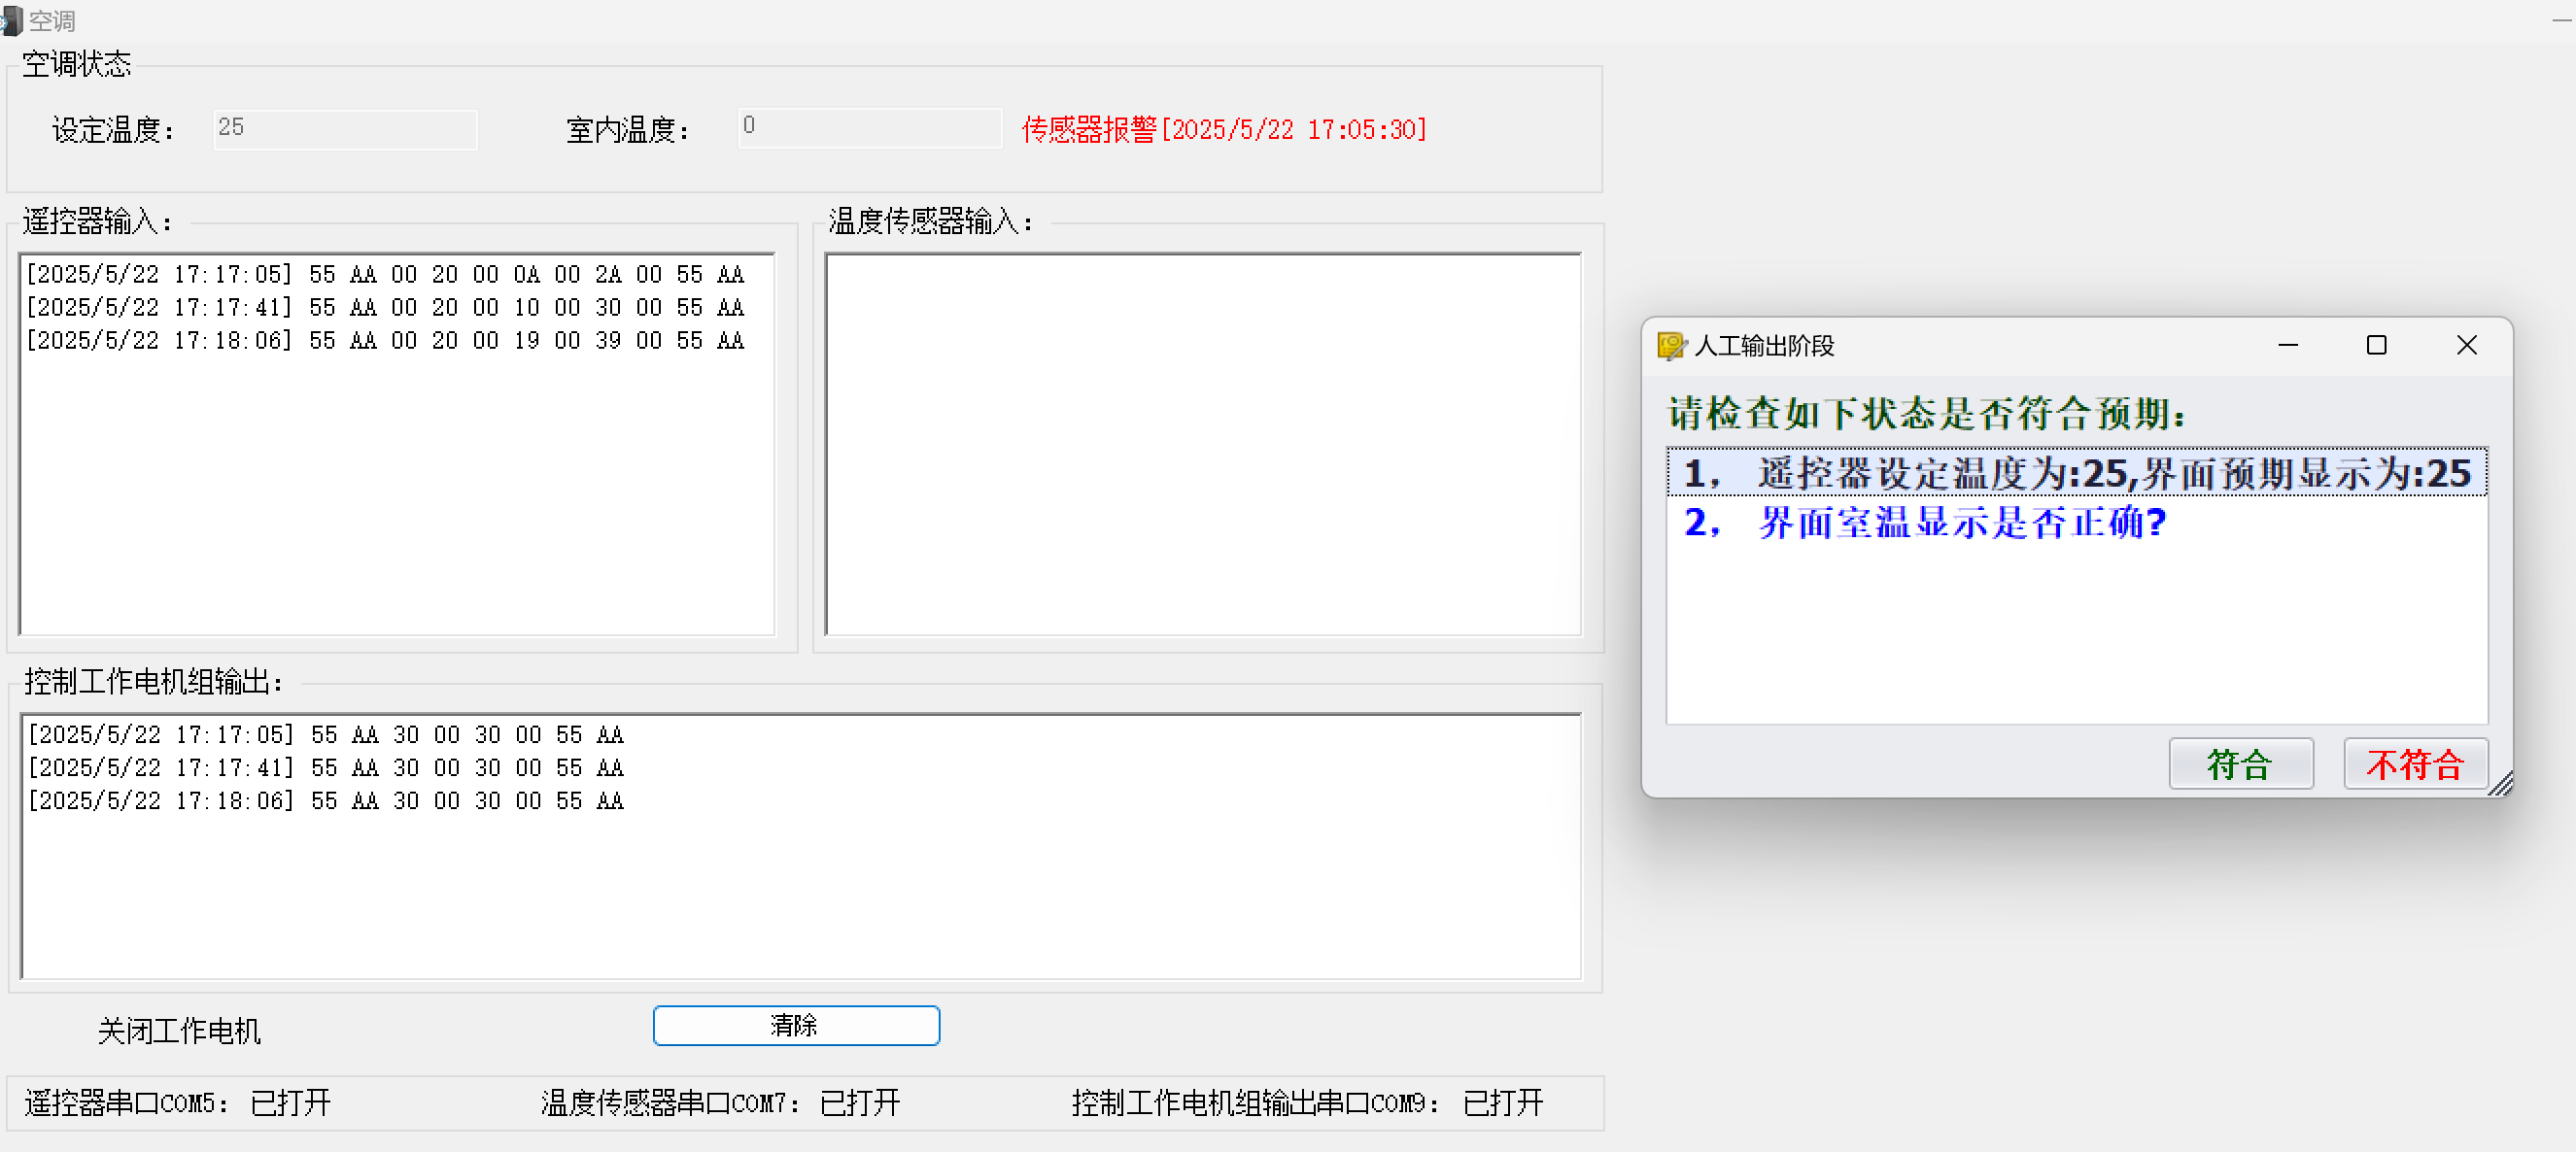 空调
空调状态
设定温度： 25 室内温度： 0 传感器报警[2025/5/22 17:05:30]
遥控器输入：
[2025/5/22 17:17:05] 55 AA 00 20 00 0A 00 2A 00 55 AA
[2025/5/22 17:17:41] 55 AA 00 20 00 10 00 30 00 55 AA
[2025/5/22 17:18:06] 55 AA 00 20 00 19 00 39 00 55 AA
温度传感器输入：
控制工作电机组输出：
[2025/5/22 17:17:05] 55 AA 30 00 30 00 55 AA
[2025/5/22 17:17:41] 55 AA 30 00 30 00 55 AA
[2025/5/22 17:18:06] 55 AA 30 00 30 00 55 AA
关闭工作电机 清除
遥控器串口COM5： 已打开 温度传感器串口COM7： 已打开 控制工作电机组输出串口COM9： 已打开
人工输出阶段
请检查如下状态是否符合预期：
1， 遥控器设定温度为:25,界面预期显示为:25
2， 界面室温显示是否正确?
符合 不符合